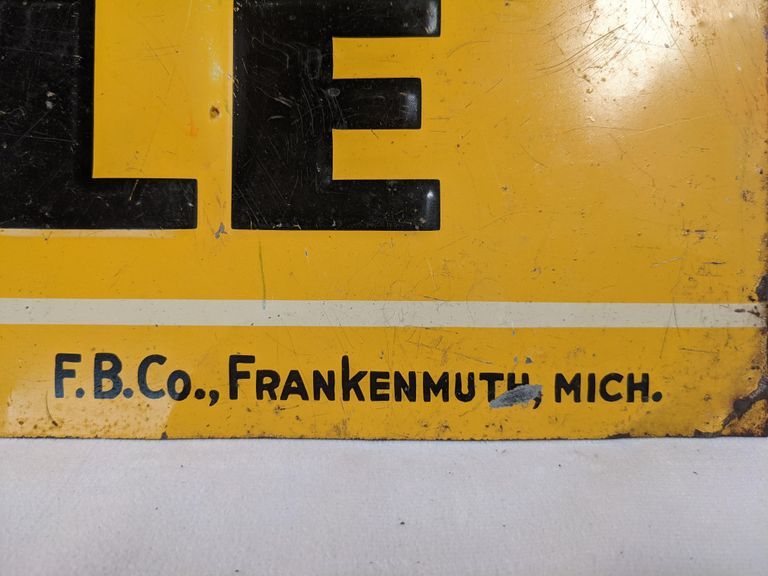 LE
F.B.Co., FRANKENMUTH, MICH.